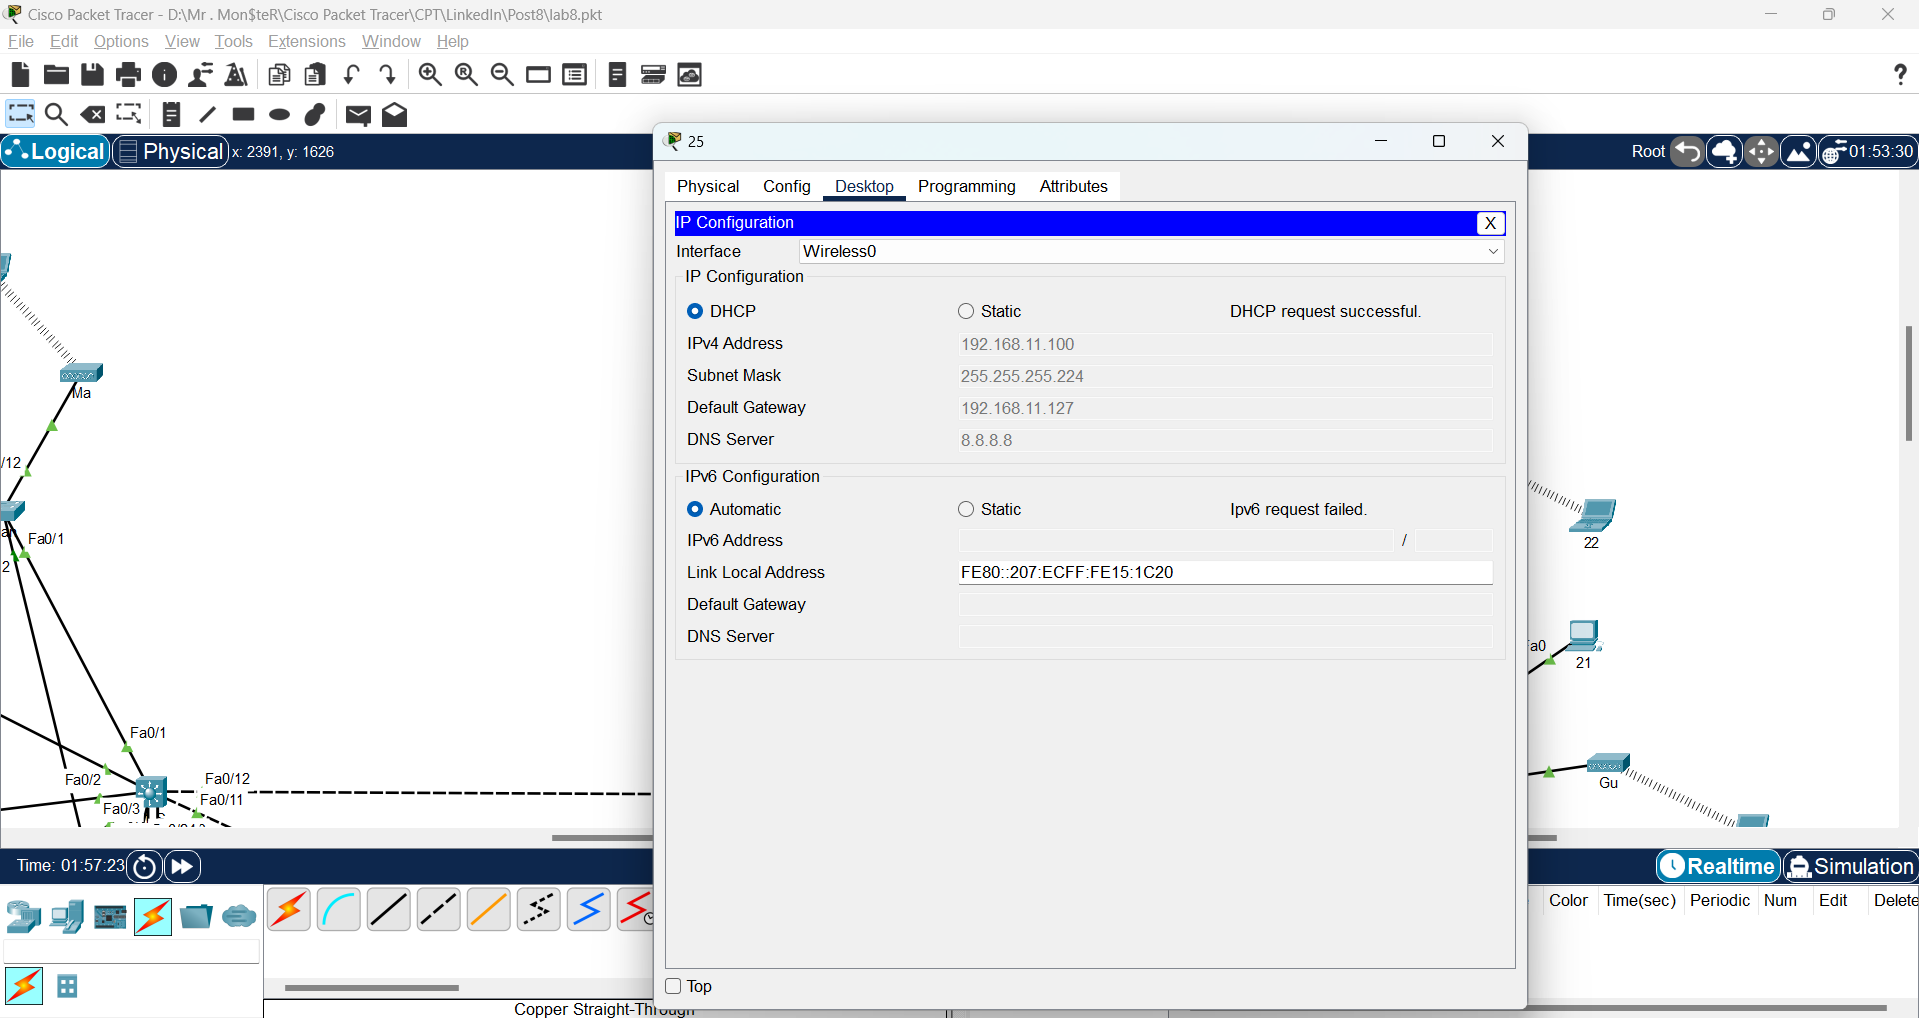 Cisco Packet Tracer - D:\Mr . Mon$teR\Cisco Packet Tracer\CPT\LinkedIn\Post8\lab8.pkt
File Edit Options View Tools Extensions Window Help
?
Logical Physical x: 2391, y: 1626
Root 01:53:30
25
Physical Config Desktop Programming Attributes
IP Configuration X
Interface Wireless0
IP Configuration
DHCP Static DHCP request successful.
IPv4 Address 192.168.11.100
Subnet Mask 255.255.255.224
Default Gateway 192.168.11.127
DNS Server 8.8.8.8
IPv6 Configuration
Automatic Static Ipv6 request failed.
IPv6 Address /
Link Local Address FE80::207:ECFF:FE15:1C20
Default Gateway
DNS Server
Top
Ma
/12
Fa0/1
2
Fa0/1
Fa0/2
Fa0/12
Fa0/11
Fa0/3
22
a0
21
Gu
Time: 01:57:23
Realtime Simulation
Color Time(sec) Periodic Num Edit Delete
Copper Straight-Through